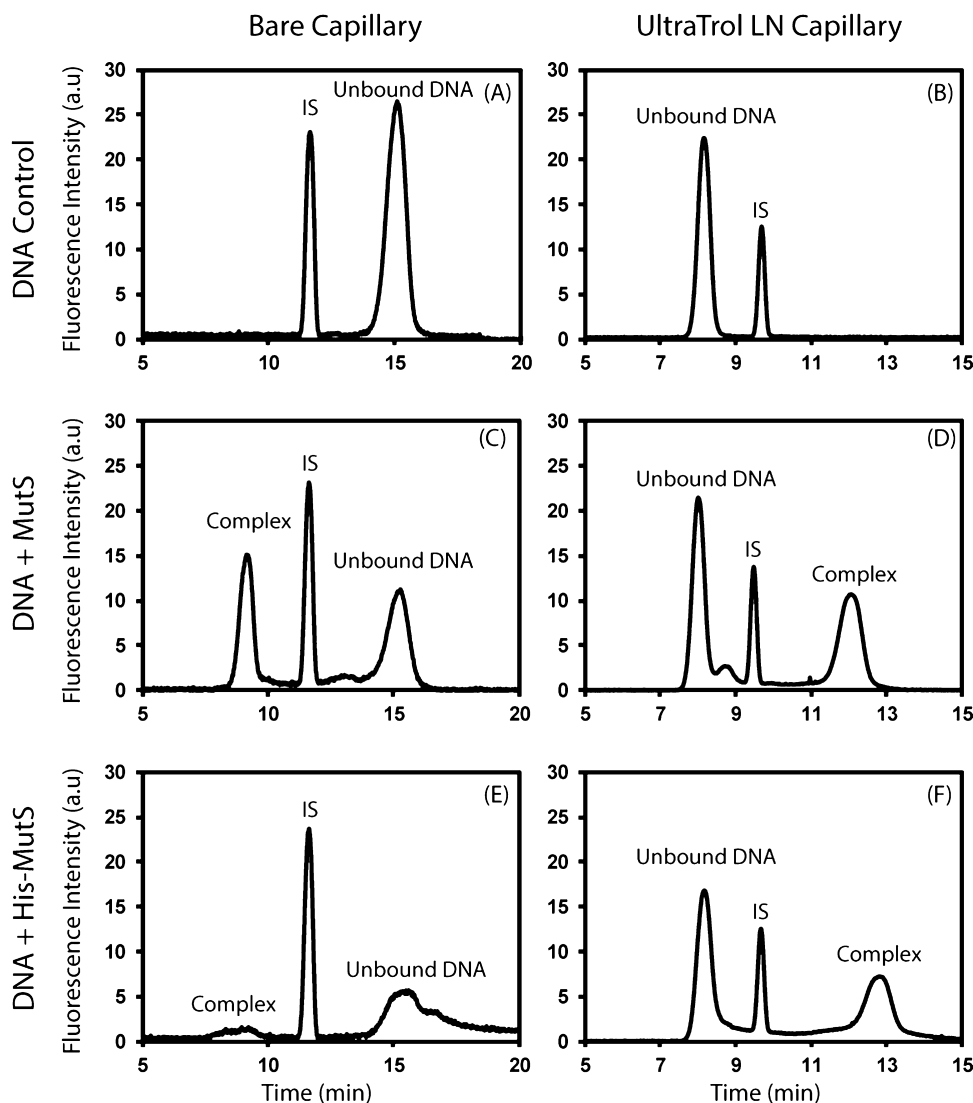 Bare Capillary
UltraTrol LN Capillary
DNA Control
Fluorescence Intensity (a.u)
30
25
20
15
10
5
0
IS
Unbound DNA
(A)
5 10 15 20
30
25
20
15
10
5
0
Unbound DNA
IS
(B)
5 7 9 11 13 15
DNA + MutS
Fluorescence Intensity (a.u)
30
25
20
15
10
5
0
Complex
IS
Unbound DNA
(C)
5 10 15 20
30
25
20
15
10
5
0
Unbound DNA
IS
Complex
(D)
5 7 9 11 13 15
DNA + His-MutS
Fluorescence Intensity (a.u)
30
25
20
15
10
5
0
Complex
IS
Unbound DNA
(E)
5 10 15 20
Time (min)
30
25
20
15
10
5
0
Unbound DNA
IS
Complex
(F)
5 7 9 11 13 15
Time (min)